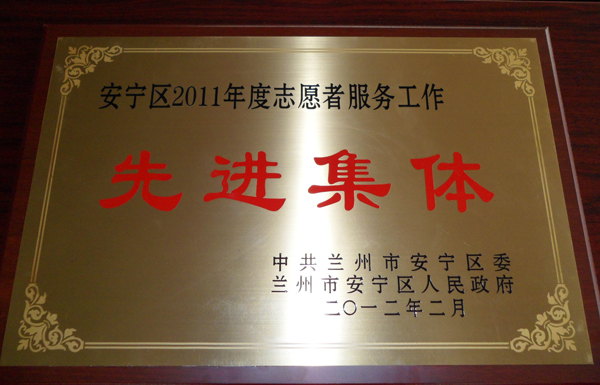 安宁区2011年度志愿者服务工作
先进集体
中共兰州市安宁区委
兰州市安宁区人民政府
二〇一二年二月